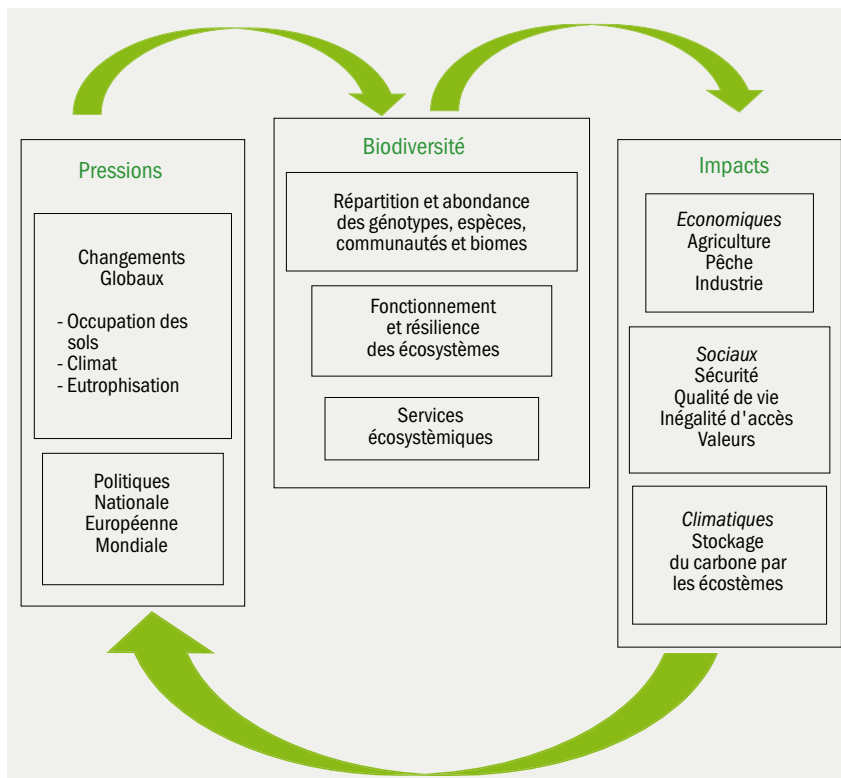 Pressions
Changements
Globaux
- Occupation des
sols
- Climat
- Eutrophisation
Politiques
Nationale
Européenne
Mondiale
Biodiversité
Répartition et abondance
des génotypes, espèces,
communautés et biomes
Fonctionnement
et résilience
des écosystèmes
Services
écosystèmiques
Impacts
Economiques
Agriculture
Pêche
Industrie
Sociaux
Sécurité
Qualité de vie
Inégalité d'accès
Valeurs
Climatiques
Stockage
du carbone par
les écostèmes